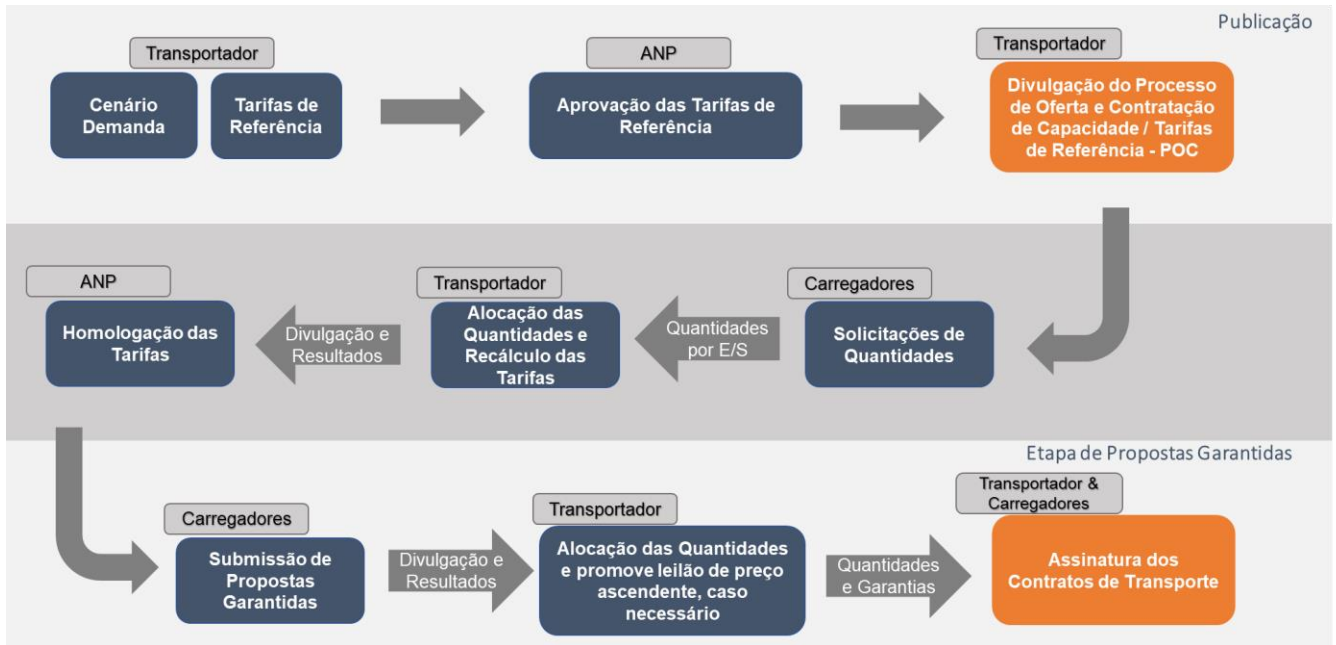 Publicação
Transportador
Cenário
Demanda
Tarifas de
Referência
ANP
Aprovação das Tarifas de
Referência
Transportador
Divulgação do Processo
de Oferta e Contratação
de Capacidade / Tarifas
de Referência - POC
Carregadores
Solicitações de
Quantidades
Quantidades
por E/S
Transportador
Alocação das
Quantidades e
Recálculo das
Tarifas
Divulgação e
Resultados
ANP
Homologação das
Tarifas
Etapa de Propostas Garantidas
Carregadores
Submissão de
Propostas
Garantidas
Divulgação e
Resultados
Transportador
Alocação das Quantidades
e promove leilão de preço
ascendente, caso
necessário
Quantidades
e Garantias
Transportador &
Carregadores
Assinatura dos
Contratos de Transporte